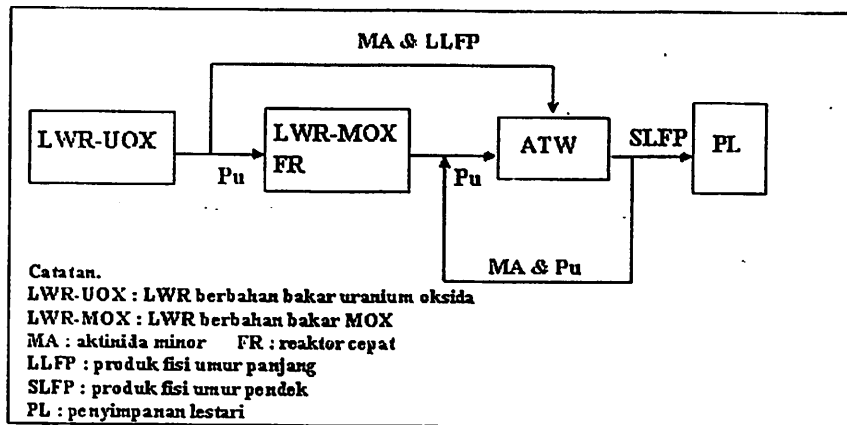 MA & LLFP
LWR-UOX
Pu
LWR-MOX
FR
Pu
ATW
SLFP
PL
MA & Pu
Catatan.
LWR-UOX : LWR berbahan bakar uranium oksida
LWR-MOX : LWR berbahan bakar MOX
MA : aktinida minor FR : reaktor cepat
LLFP : produk fisi umur panjang
SLFP : produk fisi umur pendek
PL : penyimpanan lestari